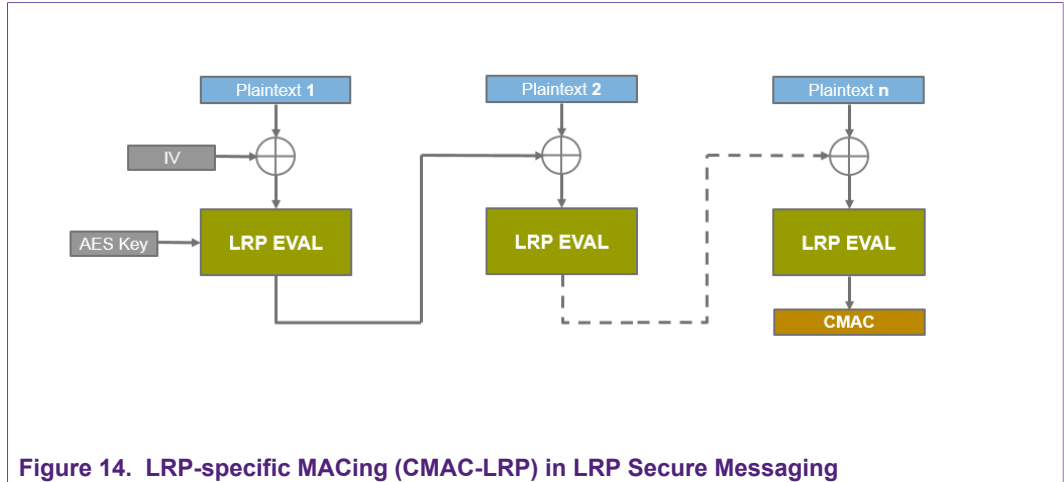 Plaintext 1
Plaintext 2
Plaintext n
IV
AES Key
LRP EVAL
LRP EVAL
LRP EVAL
CMAC
Figure 14. LRP-specific MACing (CMAC-LRP) in LRP Secure Messaging